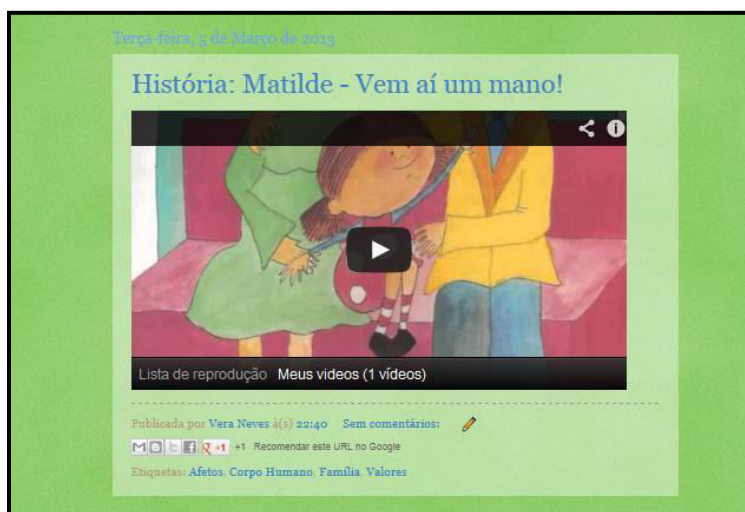 Terça-feira, 5 de Março de 2013
História: Matilde - Vem aí um mano!
Lista de reprodução Meus videos (1 vídeos)
Publicada por Vera Neves à(s) 22:40 Sem comentários:
+1 +1 Recomendar este URL no Google
Etiquetas: Afetos, Corpo Humano, Família, Valores